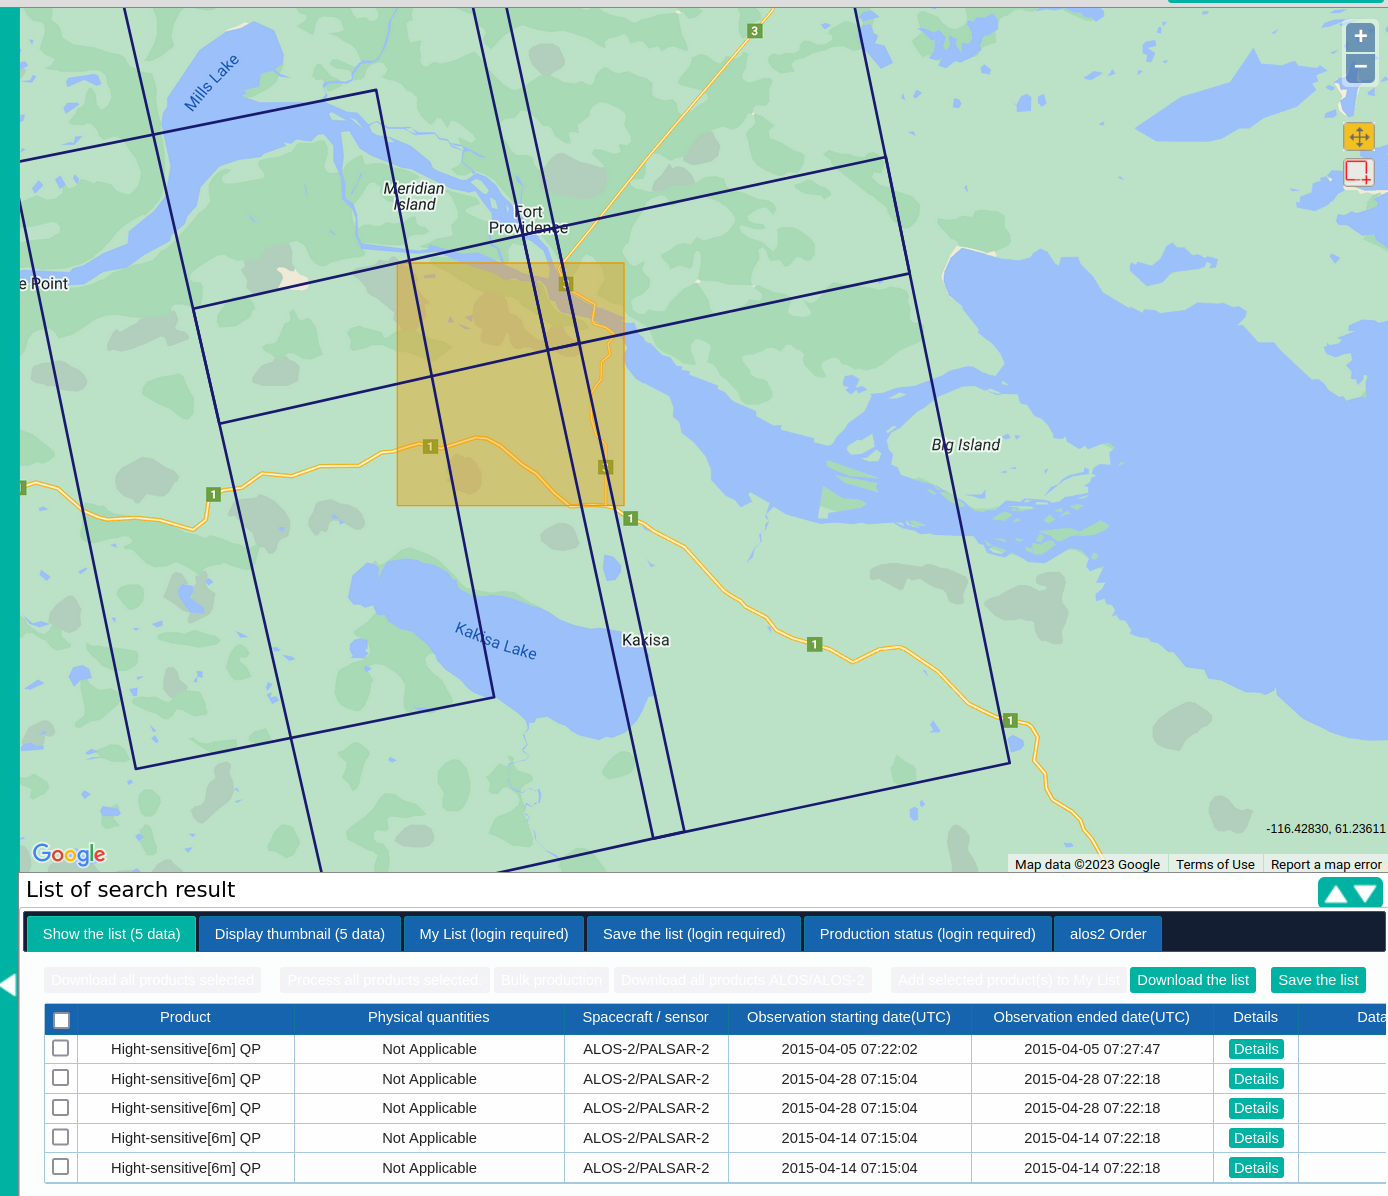 3
Mills Lake
Meridian
Island
Fort
Providence
e Point
1
Big Island
1
1
Kakisa Lake
Kakisa
1
1
-116.42830, 61.23611
Google
Map data ©2023 Google Terms of Use Report a map error
List of search result
Show the list (5 data) Display thumbnail (5 data) My List (login required) Save the list (login required) Production status (login required) alos2 Order
Download all products selected Process all products selected Bulk production Download all products ALOS/ALOS-2 Add selected product(s) to My List Download the list Save the list
Product Physical quantities Spacecraft / sensor Observation starting date(UTC) Observation ended date(UTC) Details Data
Hight-sensitive[6m] QP Not Applicable ALOS-2/PALSAR-2 2015-04-05 07:22:02 2015-04-05 07:27:47 Details
Hight-sensitive[6m] QP Not Applicable ALOS-2/PALSAR-2 2015-04-28 07:15:04 2015-04-28 07:22:18 Details
Hight-sensitive[6m] QP Not Applicable ALOS-2/PALSAR-2 2015-04-28 07:15:04 2015-04-28 07:22:18 Details
Hight-sensitive[6m] QP Not Applicable ALOS-2/PALSAR-2 2015-04-14 07:15:04 2015-04-14 07:22:18 Details
Hight-sensitive[6m] QP Not Applicable ALOS-2/PALSAR-2 2015-04-14 07:15:04 2015-04-14 07:22:18 Details